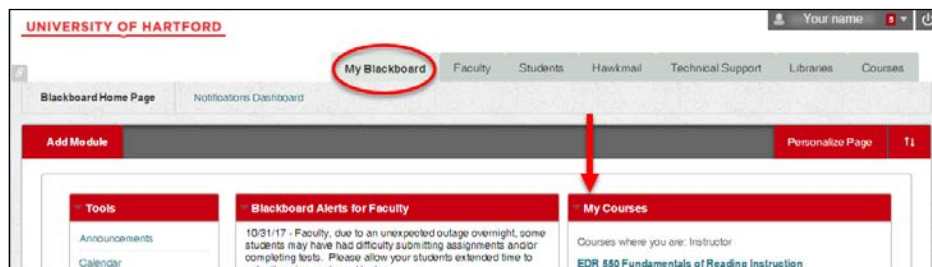 UNIVERSITY OF HARTFORD
Your name 5
My Blackboard Faculty Students Hawkmail Technical Support Libraries Courses
Blackboard Home Page Notifications Dashboard
Add Module Personalize Page
Tools
Announcements
Calendar
Blackboard Alerts for Faculty
10/31/17 - Faculty, due to an unexpected outage overnight, some
students may have had difficulty submitting assignments and/or
completing tests. Please allow your students extended time to
My Courses
Courses where you are: Instructor
EDR 550 Fundamentals of Reading Instruction